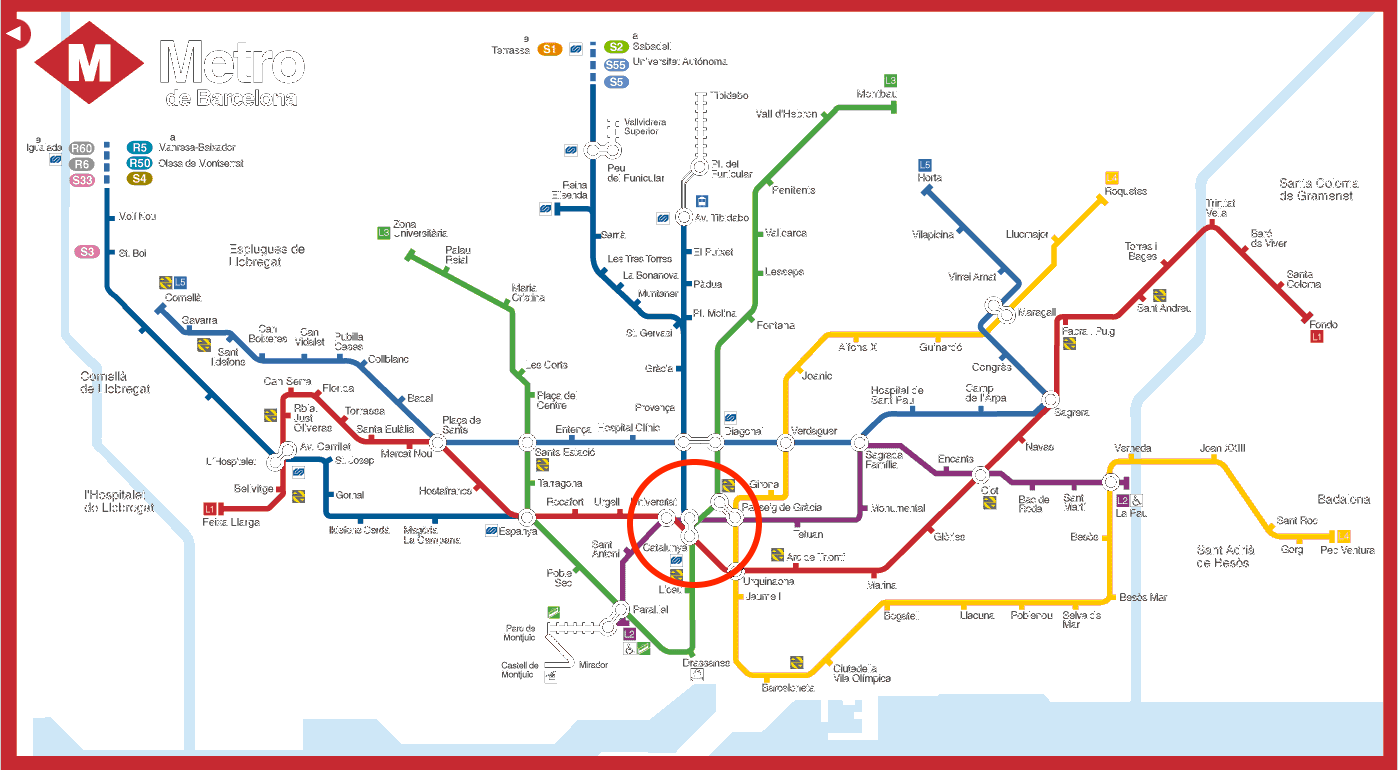 M
Metro
de Barcelona
a
Terrassa
S1
a
S2
Sabadell
S55
Universitat Autònoma
S5
Tibidabo
L3
Montbau
Vall d'Hebron
Vallvidrera
Superior
Peu
del Funicular
Pl. del
Funicular
a
Igualada
R60
R6
S33
a
R5
Manresa-Baixador
R50
Olesa de Montserrat
S4
Reina
Elisenda
Av. Tibidabo
Penitents
L5
Horta
L4
Roquetes
Santa Coloma
de Gramenet
Molí Nou
S3
St. Boi
Esplugues de
Llobregat
L3
Zona
Universitària
Palau
Reial
Sarrià
El Putxet
Vallcarca
Vilapicina
Llucmajor
Trinitat
Vella
Baró
de Viver
Les Tres Torres
La Bonanova
Muntaner
Pàdua
Lesseps
Virrei Amat
Torres i
Bages
Santa
Coloma
L5
Cornellà
Maria
Cristina
Pl. Molina
St. Gervasi
Fontana
Maragall
Sant Andreu
Fondo
L1
Gavarra
Sant
Ildefons
Can
Boixeres
Can
Vidalet
Pubilla
Cases
Collblanc
Fabra i Puig
Alfons X
Guinardó
Congrés
Joanic
Gràcia
Les Corts
Cornellà
de Llobregat
Can Serra
Florida
Badal
Plaça del
Centre
Provença
Hospital de
Sant Pau
Camp
de l'Arpa
Sagrera
Rbla.
Just
Oliveras
Torrassa
Santa Eulàlia
Plaça de
Sants
Mercat Nou
Entença
Hospital Clínic
Diagonal
Verdaguer
Sagrada
Família
Navas
Av. Carrilet
L'Hospitalet
St. Josep
Sants Estació
Encants
Clot
Verneda
Joan XXIII
Bellvitge
Gornal
Hostafrancs
Tarragona
Girona
Bac de
Roda
Sant
Martí
L2
La Pau
Badalona
l'Hospitalet
de Llobregat
L1
Feixa Llarga
Ildefons Cerdà
Magòria
La Campana
Espanya
Rocafort
Urgell
Universitat
Passeig de Gràcia
Tetuan
Monumental
Glòries
Besòs
Sant Roc
Gorg
L4
Pep Ventura
Sant Adrià
de Besòs
Sant
Antoni
Catalunya
Arc de Triomf
Marina
Urquinaona
Poble
Sec
Liceu
Jaume I
Paral·lel
L2
Bogatell
Llacuna
Poblenou
Selva de
Mar
Besòs Mar
Parc de
Montjuïc
Castell de
Montjuïc
Mirador
Drassanes
Barceloneta
Ciutadella
Vila Olímpica